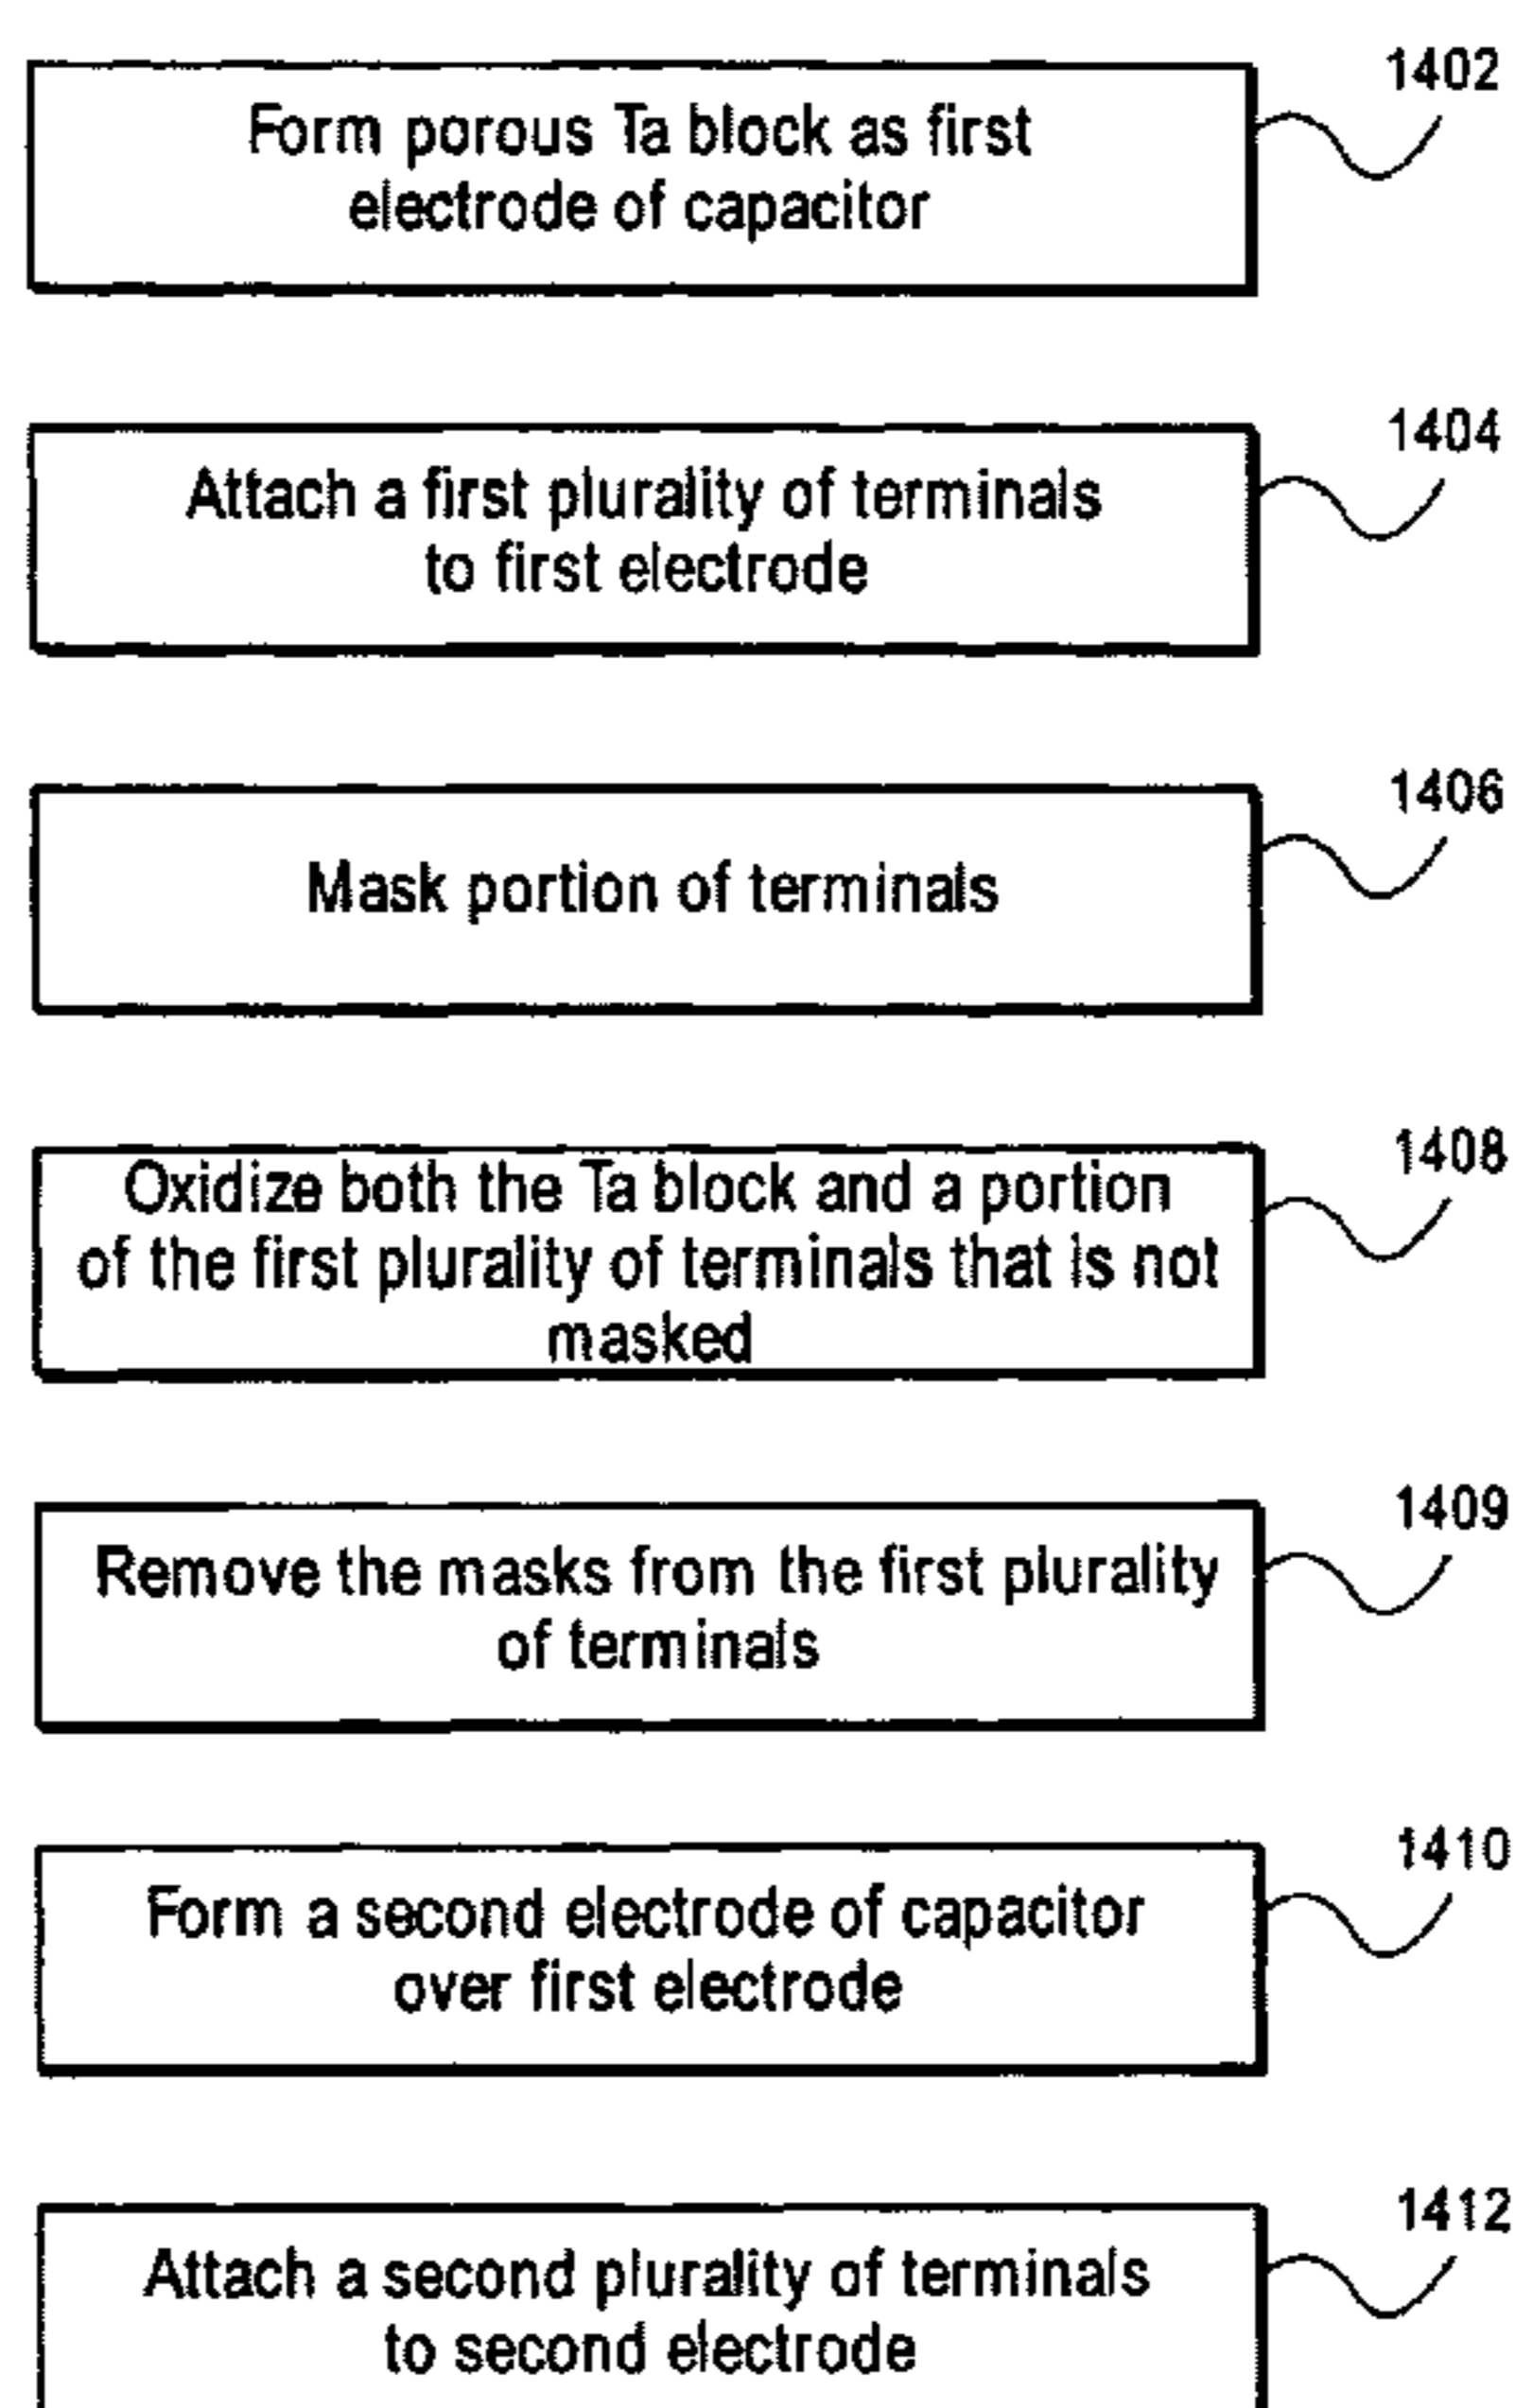 1402
Form porous Ta block as first
electrode of capacitor
1404
Attach a first plurality of terminals
to first electrode
1406
Mask portion of terminals
1408
Oxidize both the Ta block and a portion
of the first plurality of terminals that is not
masked
1409
Remove the masks from the first plurality
of terminals
1410
Form a second electrode of capacitor
over first electrode
1412
Attach a second plurality of terminals
to second electrode